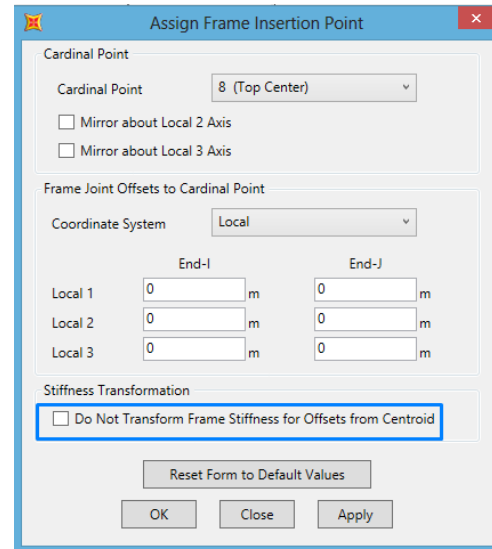 Assign Frame Insertion Point
Cardinal Point
Cardinal Point 8 (Top Center)
Mirror about Local 2 Axis
Mirror about Local 3 Axis
Frame Joint Offsets to Cardinal Point
Coordinate System Local
End-I End-J
Local 1 0 m 0 m
Local 2 0 m 0 m
Local 3 0 m 0 m
Stiffness Transformation
Do Not Transform Frame Stiffness for Offsets from Centroid
Reset Form to Default Values
OK Close Apply